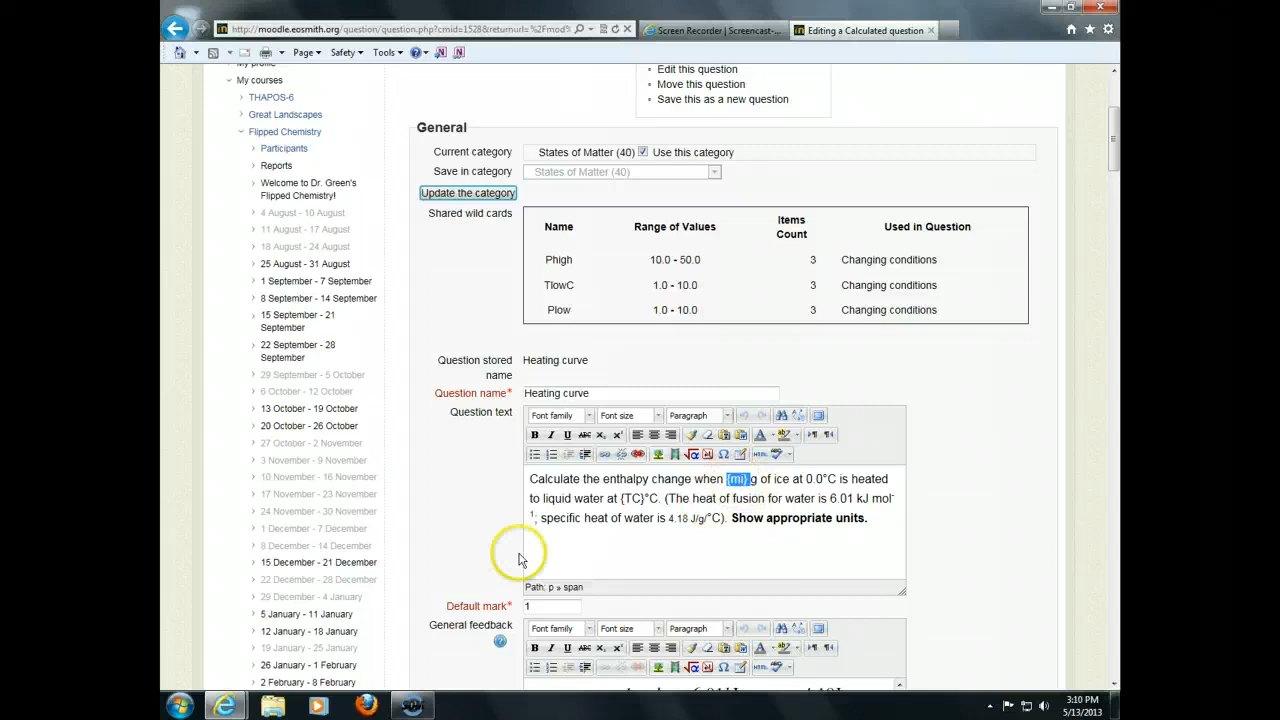 http://moodle.eosmith.org/question/question.php?cmid=1528&returnurl=%2Fmod%
Screen Recorder | Screencast-...
Editing a Calculated question
Page
Safety
Tools
My profile
My courses
THAPOS-6
Great Landscapes
Flipped Chemistry
Participants
Reports
Welcome to Dr. Green's
Flipped Chemistry!
4 August - 10 August
11 August - 17 August
18 August - 24 August
25 August - 31 August
1 September - 7 September
8 September - 14 September
15 September - 21
September
22 September - 28
September
29 September - 5 October
6 October - 12 October
13 October - 19 October
20 October - 26 October
27 October - 2 November
3 November - 9 November
10 November - 16 November
17 November - 23 November
24 November - 30 November
1 December - 7 December
8 December - 14 December
15 December - 21 December
22 December - 28 December
29 December - 4 January
5 January - 11 January
12 January - 18 January
19 January - 25 January
26 January - 1 February
2 February - 8 February
Edit this question
Move this question
Save this as a new question
General
Current category States of Matter (40) Use this category
Save in category States of Matter (40)
Update the category
Shared wild cards
Name Range of Values Items Count Used in Question
Phigh 10.0 - 50.0 3 Changing conditions
TlowC 1.0 - 10.0 3 Changing conditions
Plow 1.0 - 10.0 3 Changing conditions
Question stored name Heating curve
Question name* Heating curve
Question text
Font family Font size Paragraph
Calculate the enthalpy change when {mi} g of ice at 0.0°C is heated
to liquid water at {TC}°C. (The heat of fusion for water is 6.01 kJ mol-
1; specific heat of water is 4.18 J/g/°C). Show appropriate units.
Path: p » span
Default mark* 1
General feedback
Font family Font size Paragraph
3:10 PM
5/13/2013